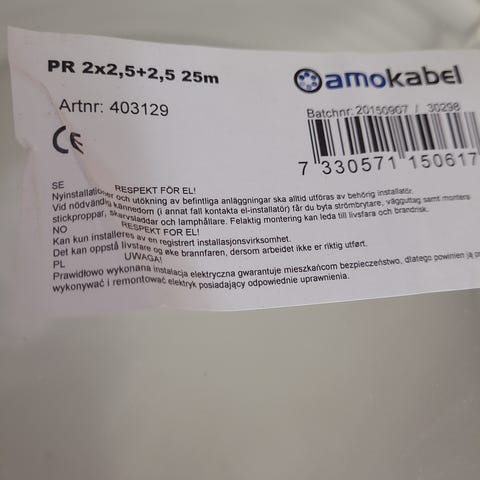 PR 2x2,5+2,5 25m
amokabel
Artnr: 403129
Batchnr: 20150907 / 30298
7 330571 150617
CE
SE
RESPEKT FÖR EL!
Nyinstallationer och utökning av befintliga anläggningar ska alltid utföras av behörig installatör.
Vid nödvändig kännedom (i annat fall kontakta el-installatör) får du byta strömbrytare, vägguttag samt montera
stickproppar, skarvsladdar och lamphållare. Felaktig montering kan leda till livsfara och brandrisk.
NO
RESPEKT FOR EL!
Kan kun installeres av en registrert installasjonsvirksomhet.
Det kan oppstå livsfare og øke brannfaren, dersom arbeidet ikke er riktig utført.
PL
UWAGA!
Prawidłowo wykonana instalacja elektryczna gwarantuje mieszkańcom bezpieczeństwo, dlatego powinien ją
wykonywać i remontować elektryk posiadający odpowiednie uprawnienia.